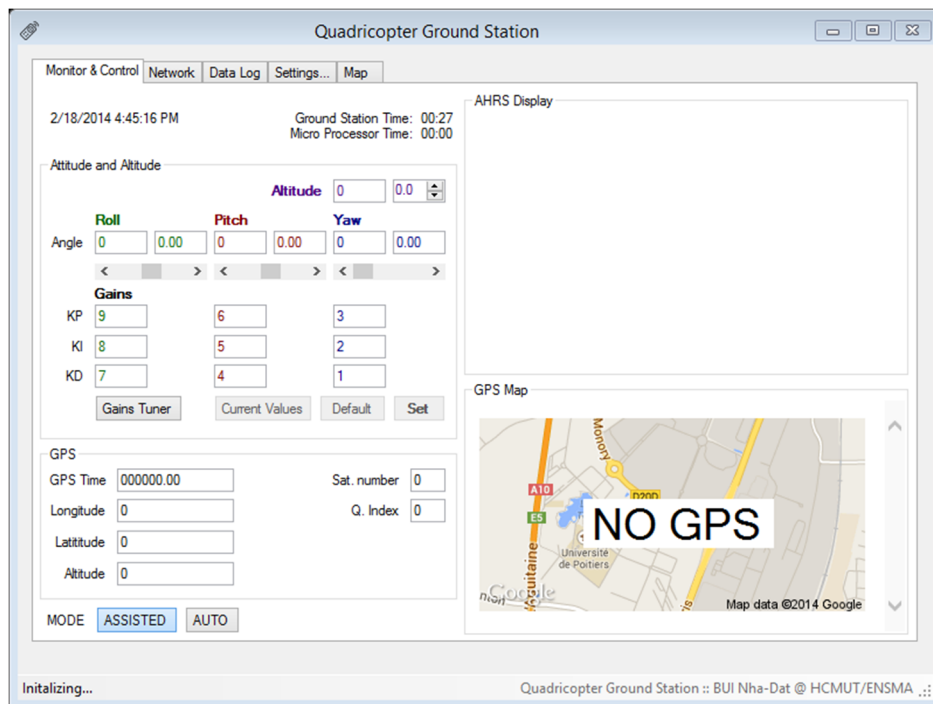 Quadricopter Ground Station
Monitor & Control Network Data Log Settings... Map
2/18/2014 4:45:16 PM
Ground Station Time: 00:27
Micro Processor Time: 00:00
Attitude and Altitude
Altitude 0 0.0
Roll Pitch Yaw
Angle 0 0.00 0 0.00 0 0.00
Gains
KP 9 6 3
KI 8 5 2
KD 7 4 1
Gains Tuner Current Values Default Set
GPS
GPS Time 000000.00 Sat. number 0
Longitude 0 Q. Index 0
Latitude 0
Altitude 0
MODE ASSISTED AUTO
AHRS Display
GPS Map
Monory
A10
D20D
E5
NO GPS
Université
de Poitiers
Google
Map data ©2014 Google
Initalizing...
Quadricopter Ground Station :: BUI Nha-Dat @ HCMUT/ENSMA